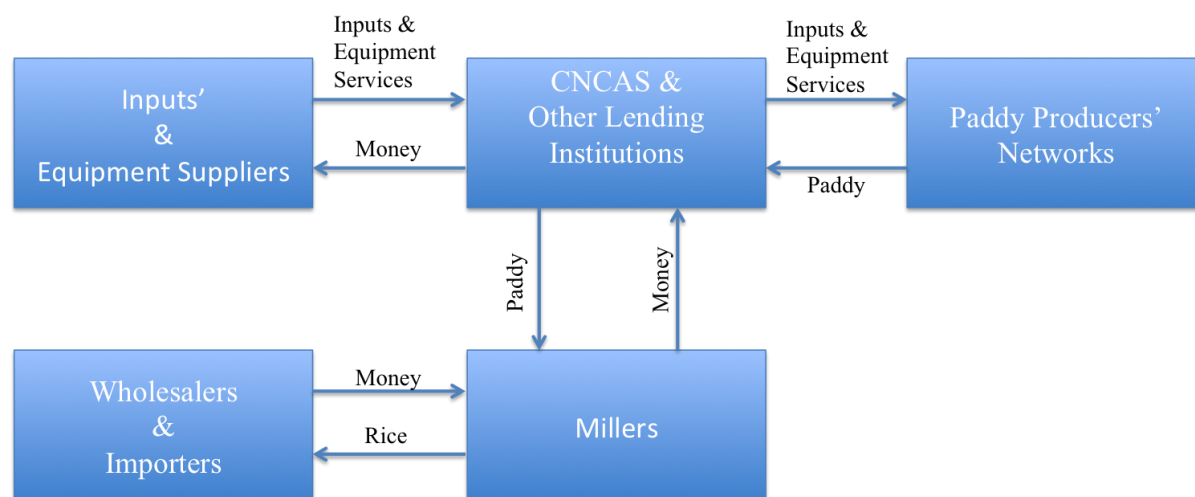 Inputs &
Equipment
Services
Inputs &
Equipment
Services
Inputs’
&
Equipment Suppliers
CNCAS &
Other Lending
Institutions
Paddy Producers’
Networks
Money
Paddy
Paddy
Money
Wholesalers
&
Importers
Money
Rice
Millers